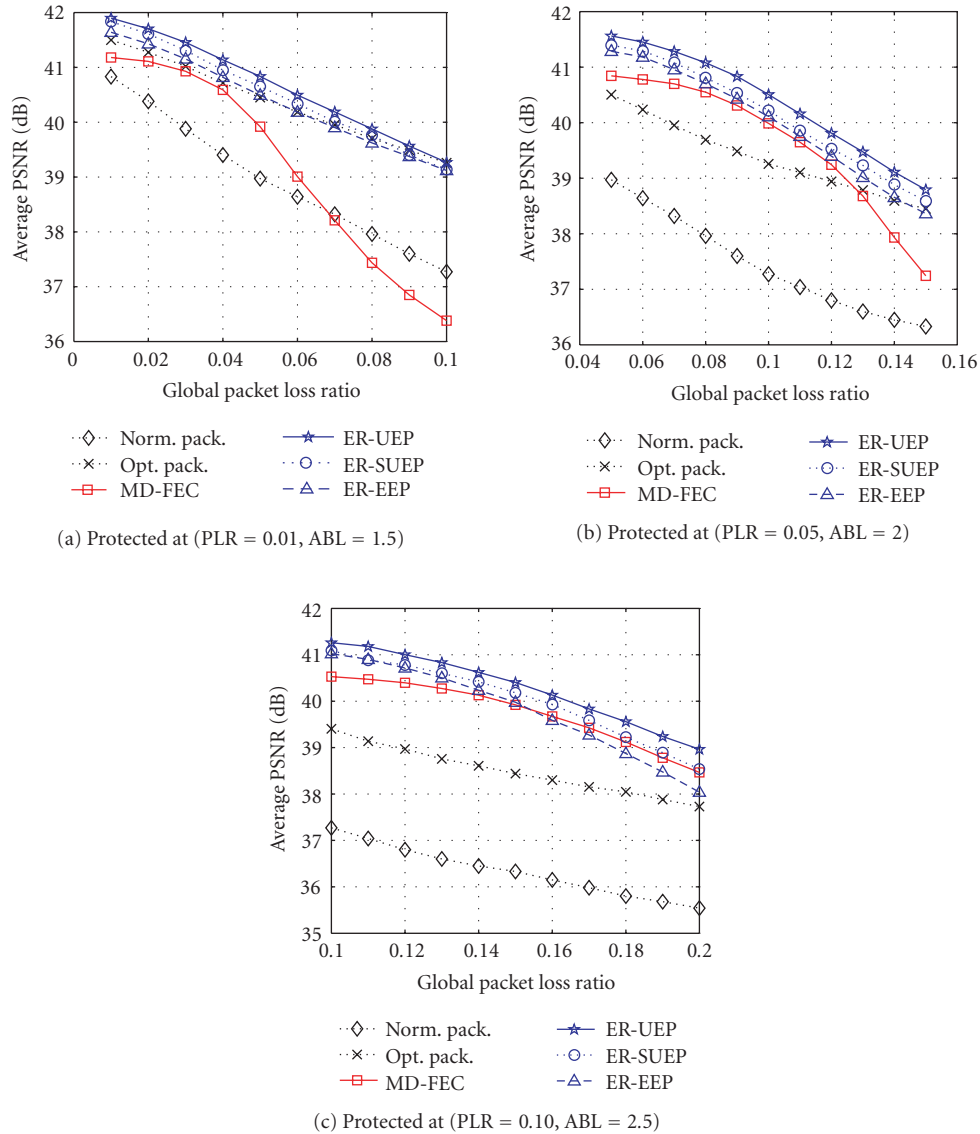 42
41
40
39
38
37
36
Average PSNR (dB)
0 0.02 0.04 0.06 0.08 0.1
Global packet loss ratio
Norm. pack.
Opt. pack.
MD-FEC
ER-UEP
ER-SUEP
ER-EEP
(a) Protected at (PLR = 0.01, ABL = 1.5)
42
41
40
39
38
37
36
Average PSNR (dB)
0.04 0.06 0.08 0.1 0.12 0.14 0.16
Global packet loss ratio
Norm. pack.
Opt. pack.
MD-FEC
ER-UEP
ER-SUEP
ER-EEP
(b) Protected at (PLR = 0.05, ABL = 2)
42
41
40
39
38
37
36
35
Average PSNR (dB)
0.1 0.12 0.14 0.16 0.18 0.2
Global packet loss ratio
Norm. pack.
Opt. pack.
MD-FEC
ER-UEP
ER-SUEP
ER-EEP
(c) Protected at (PLR = 0.10, ABL = 2.5)